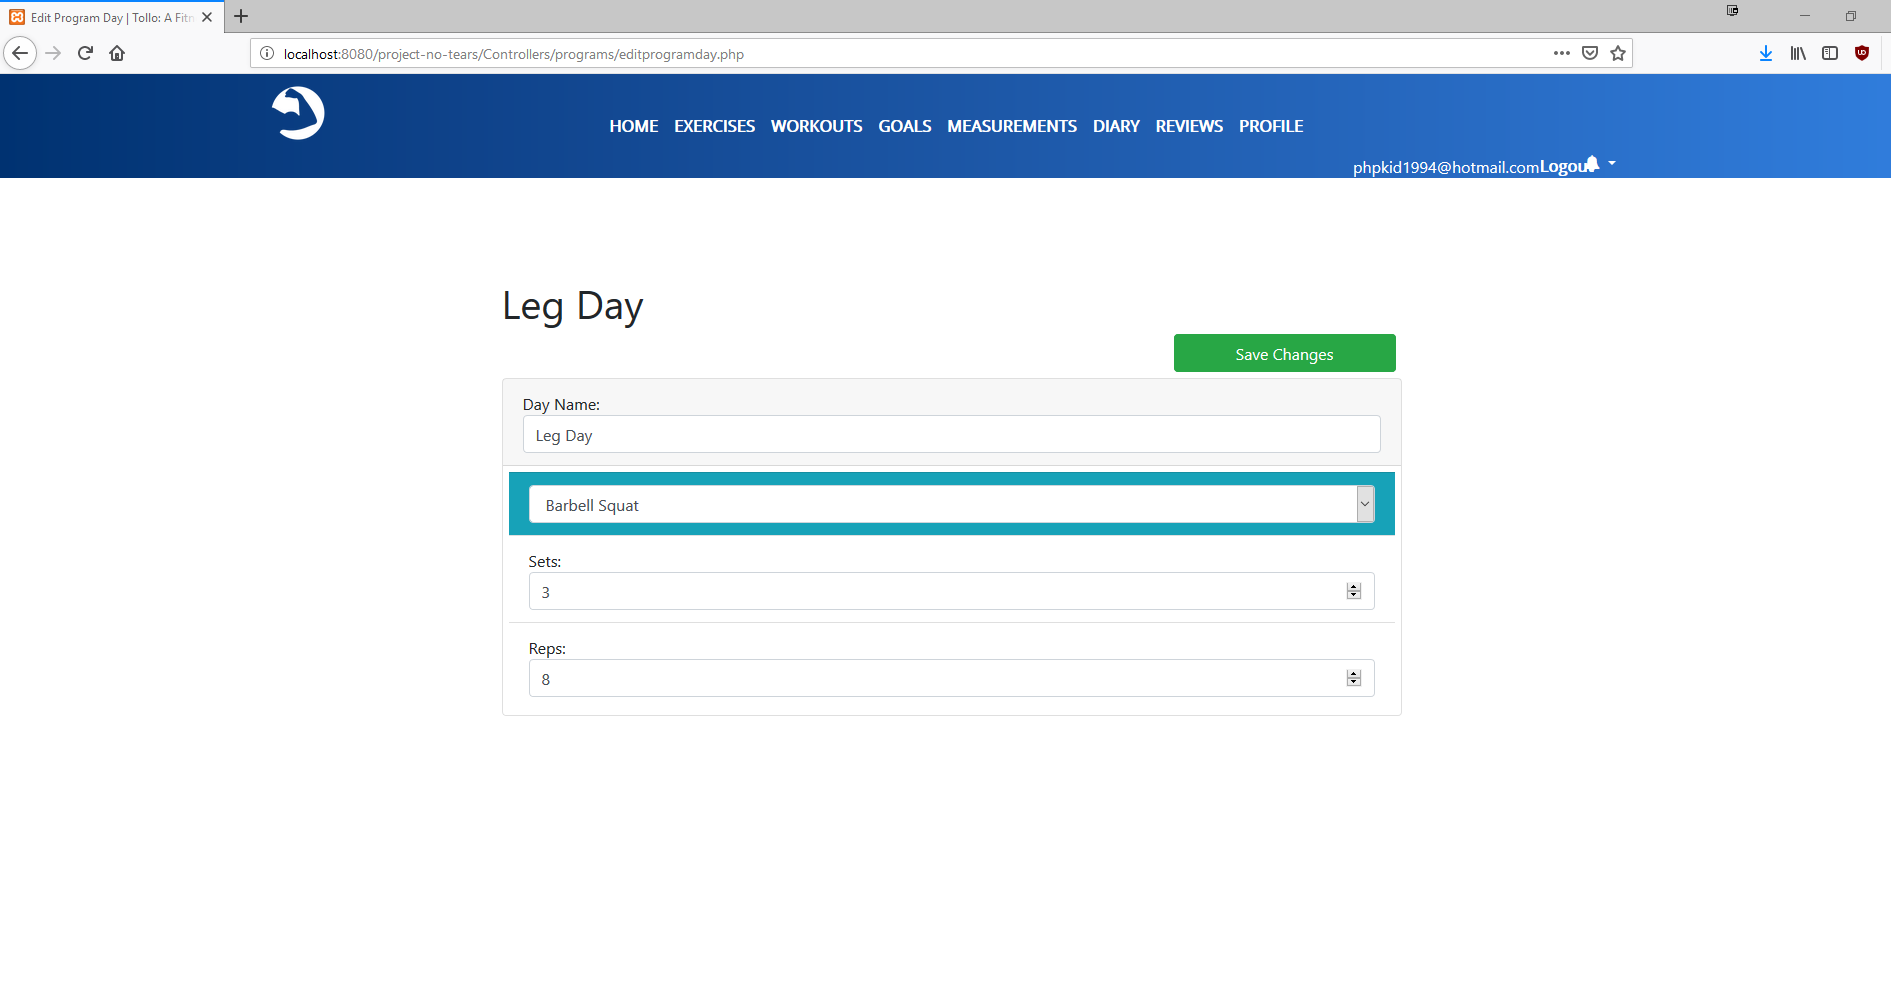 Edit Program Day | Tollo: A Fitn
localhost:8080/project-no-tears/Controllers/programs/editprogramday.php
HOME EXERCISES WORKOUTS GOALS MEASUREMENTS DIARY REVIEWS PROFILE
phpkid1994@hotmail.com Logou
Leg Day
Save Changes
Day Name:
Leg Day
Barbell Squat
Sets:
3
Reps:
8